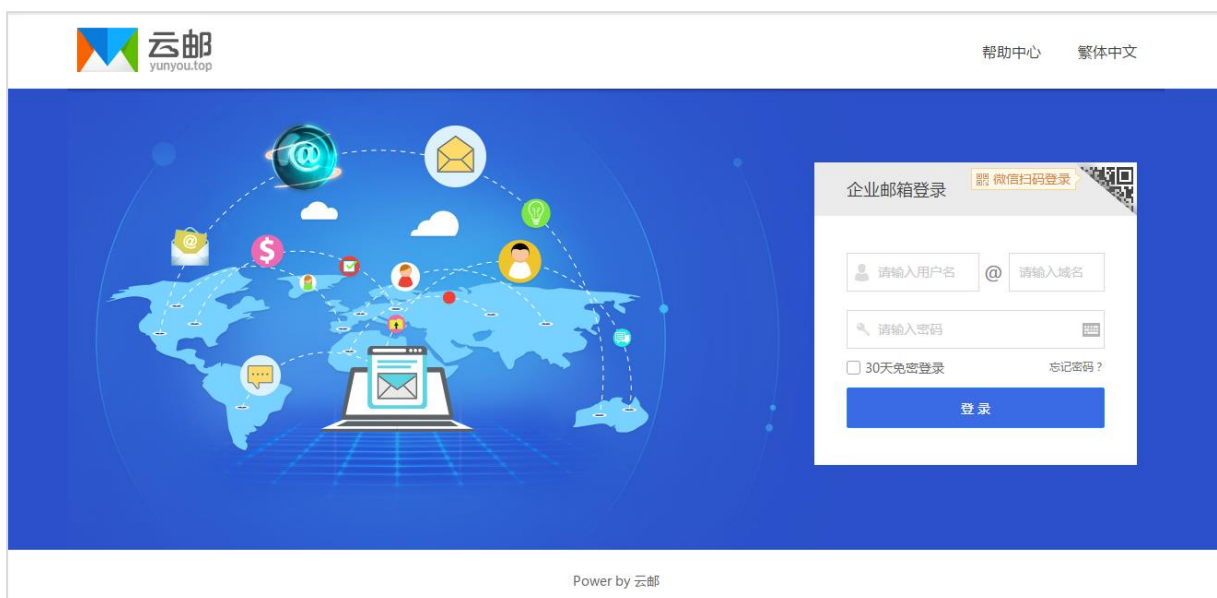 云邮
yunyou.top
帮助中心 繁体中文
企业邮箱登录
微信扫码登录
请输入用户名 @ 请输入域名
请输入密码
30天免密登录 忘记密码？
登 录
Power by 云邮